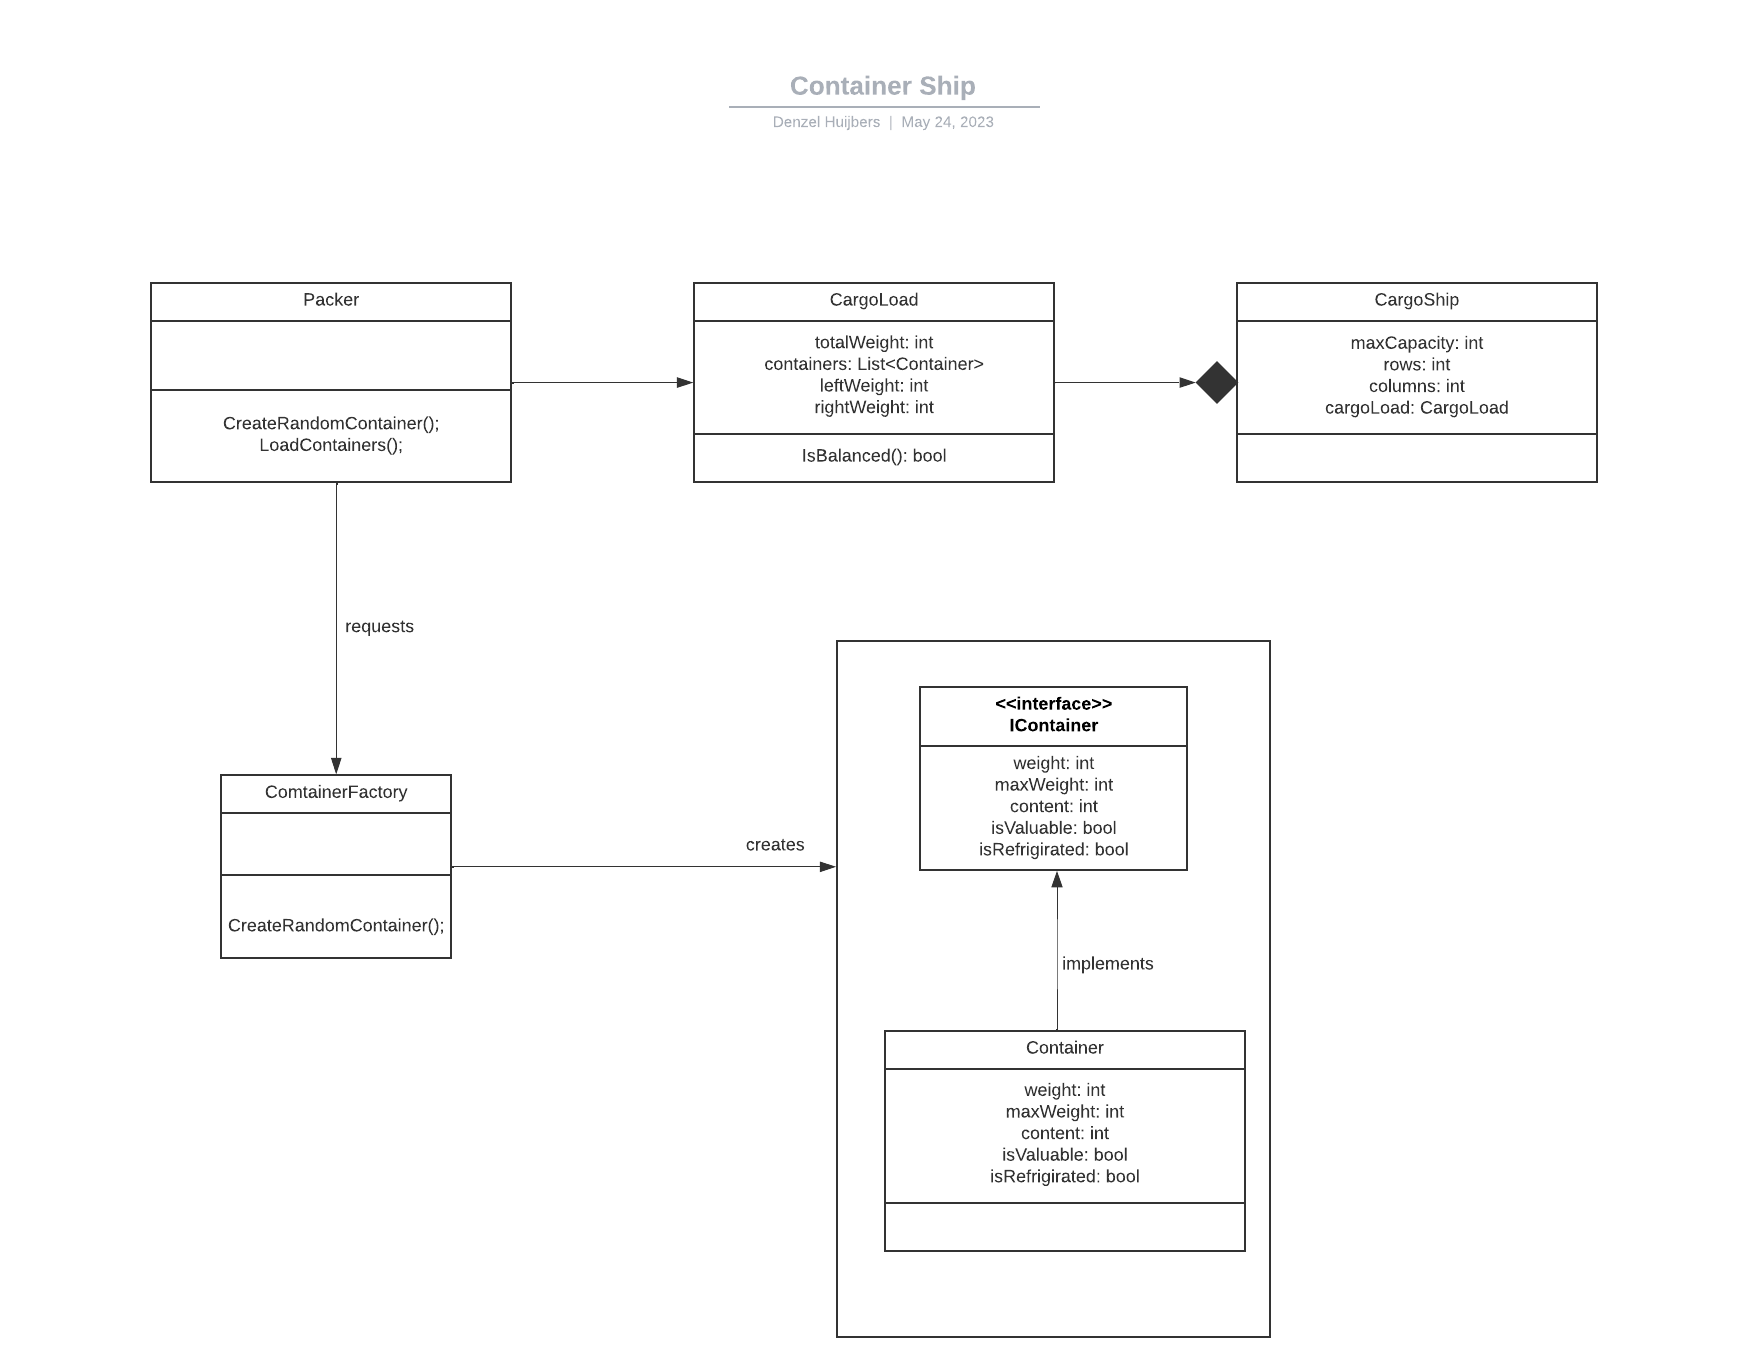 Container Ship
Denzel Huijbers | May 24, 2023
Packer
CreateRandomContainer();
LoadContainers();
CargoLoad
totalWeight: int
containers: List<Container>
leftWeight: int
rightWeight: int
IsBalanced(): bool
CargoShip
maxCapacity: int
rows: int
columns: int
cargoLoad: CargoLoad
requests
ComtainerFactory
CreateRandomContainer();
creates
<<interface>>
IContainer
weight: int
maxWeight: int
content: int
isValuable: bool
isRefrigirated: bool
implements
Container
weight: int
maxWeight: int
content: int
isValuable: bool
isRefrigirated: bool